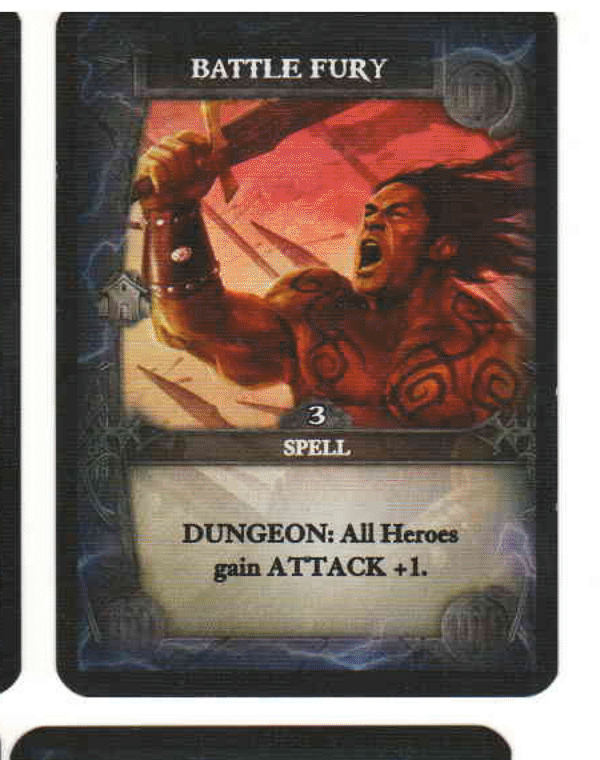 BATTLE FURY
3
SPELL
DUNGEON: All Heroes
gain ATTACK +1.